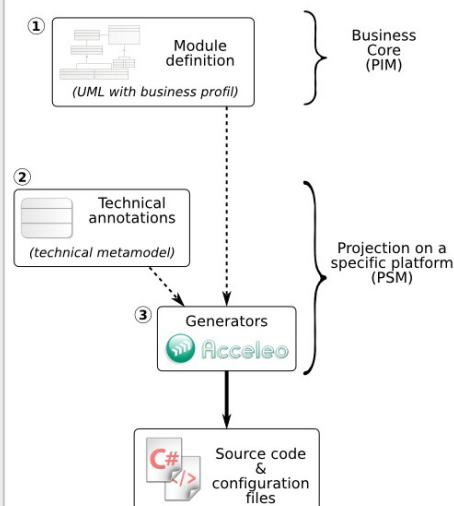 1
Module
definition
(UML with business profil)
Business
Core
(PIM)
2
Technical
annotations
(technical metamodel)
Projection on a
specific platform
(PSM)
3
Generators
Acceleo
C#
</>
Source code
&
configuration
files